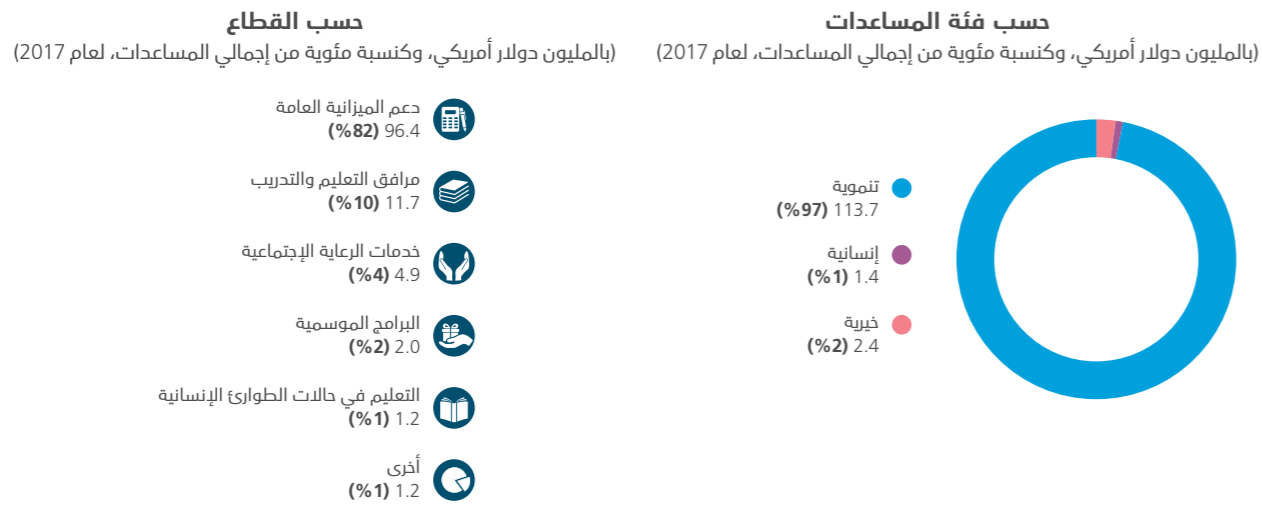 حسب فئة المساعدات
(بالمليون دولار أمريكي، وكنسبة مئوية من إجمالي المساعدات، لعام 2017)
تنموية
113.7 (%97)
إنسانية
1.4 (%1)
خيرية
2.4 (%2)
حسب القطاع
(بالمليون دولار أمريكي، وكنسبة مئوية من إجمالي المساعدات، لعام 2017)
دعم الميزانية العامة
96.4 (%82)
مرافق التعليم والتدريب
11.7 (%10)
خدمات الرعاية الإجتماعية
4.9 (%4)
البرامج الموسمية
2.0 (%2)
التعليم في حالات الطوارئ الإنسانية
1.2 (%1)
أخرى
1.2 (%1)